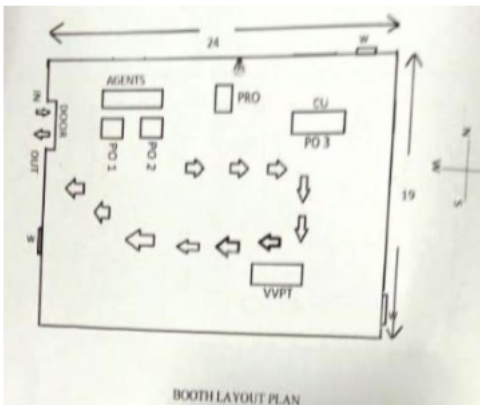 24
W
AGENTS
PRO
CU
PO 3
IN
DOOR
OUT
PO 1
PO 2
N
W
S
19
W
VVPT
BOOTH LAYOUT PLAN